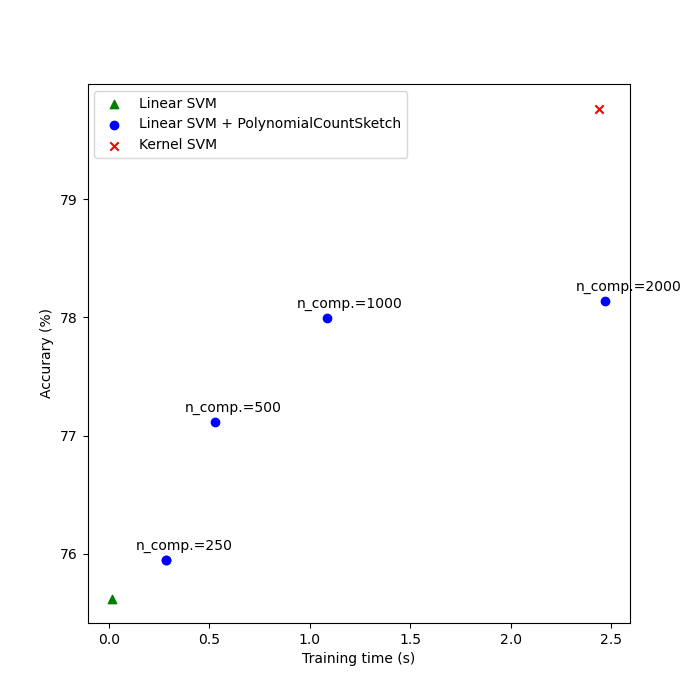 Linear SVM
Linear SVM + PolynomialCountSketch
Kernel SVM
79
n_comp.=2000
n_comp.=1000
78
Accurary (%)
n_comp.=500
77
n_comp.=250
76
0.0 0.5 1.0 1.5 2.0 2.5
Training time (s)